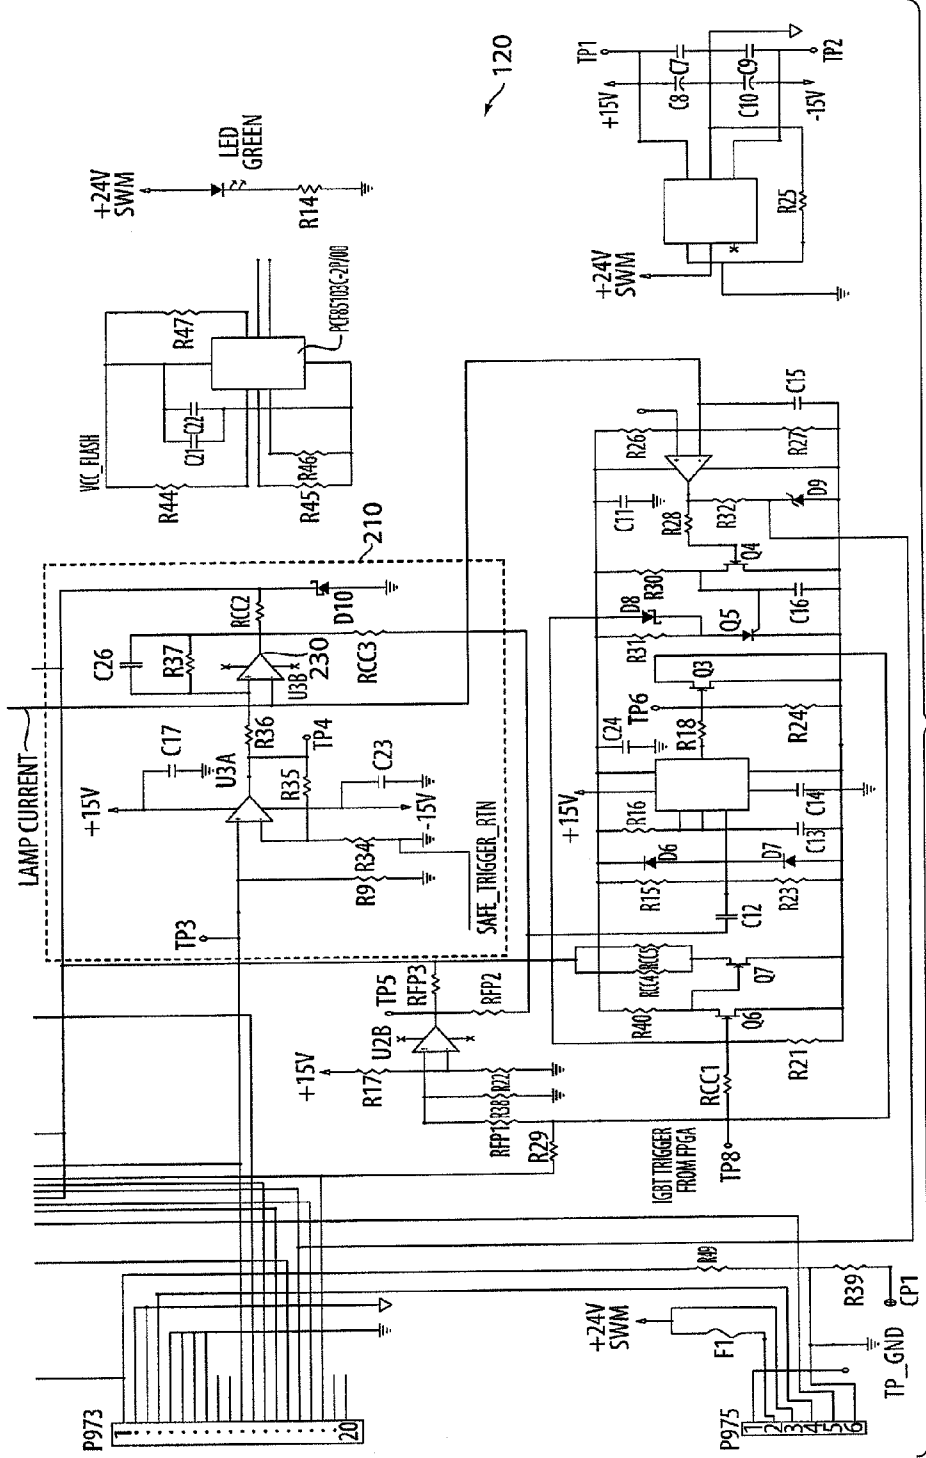 +24V
SWM
LED
GREEN
R14
120
TP1
+15V
C8
C7
C10
C9
-15V
TP2
+24V
SWM
*
R25
VCC_FLASH
R47
C21
C22
PCF85103C-2P/00
R44
R46
R45
210
LAMP CURRENT
C26
R37
RCC2
D10
230
U3B
RCC3
+15V
C17
U3A
R36
TP4
R35
C23
-15V
R34
R9
SAFE_TRIGGER_RTN
TP3
C15
R26
R27
C11
R28
R32
D9
R30
Q4
D8
C16
R31
Q5
Q3
TP6
C24
R18
R24
+15V
R16
C14
C13
D6
D7
R15
R23
C12
RCC4
RCC5
Q7
R40
Q6
R21
RCC1
TP5
RFP3
U2B
RFP2
+15V
R17
R22
R38
RFP1
R29
IGBT TRIGGER
FROM FPGA
TP8
R49
R39
CP1
+24V
SWM
F1
TP_GND
P973
1
20
P975
1
2
3
4
5
6